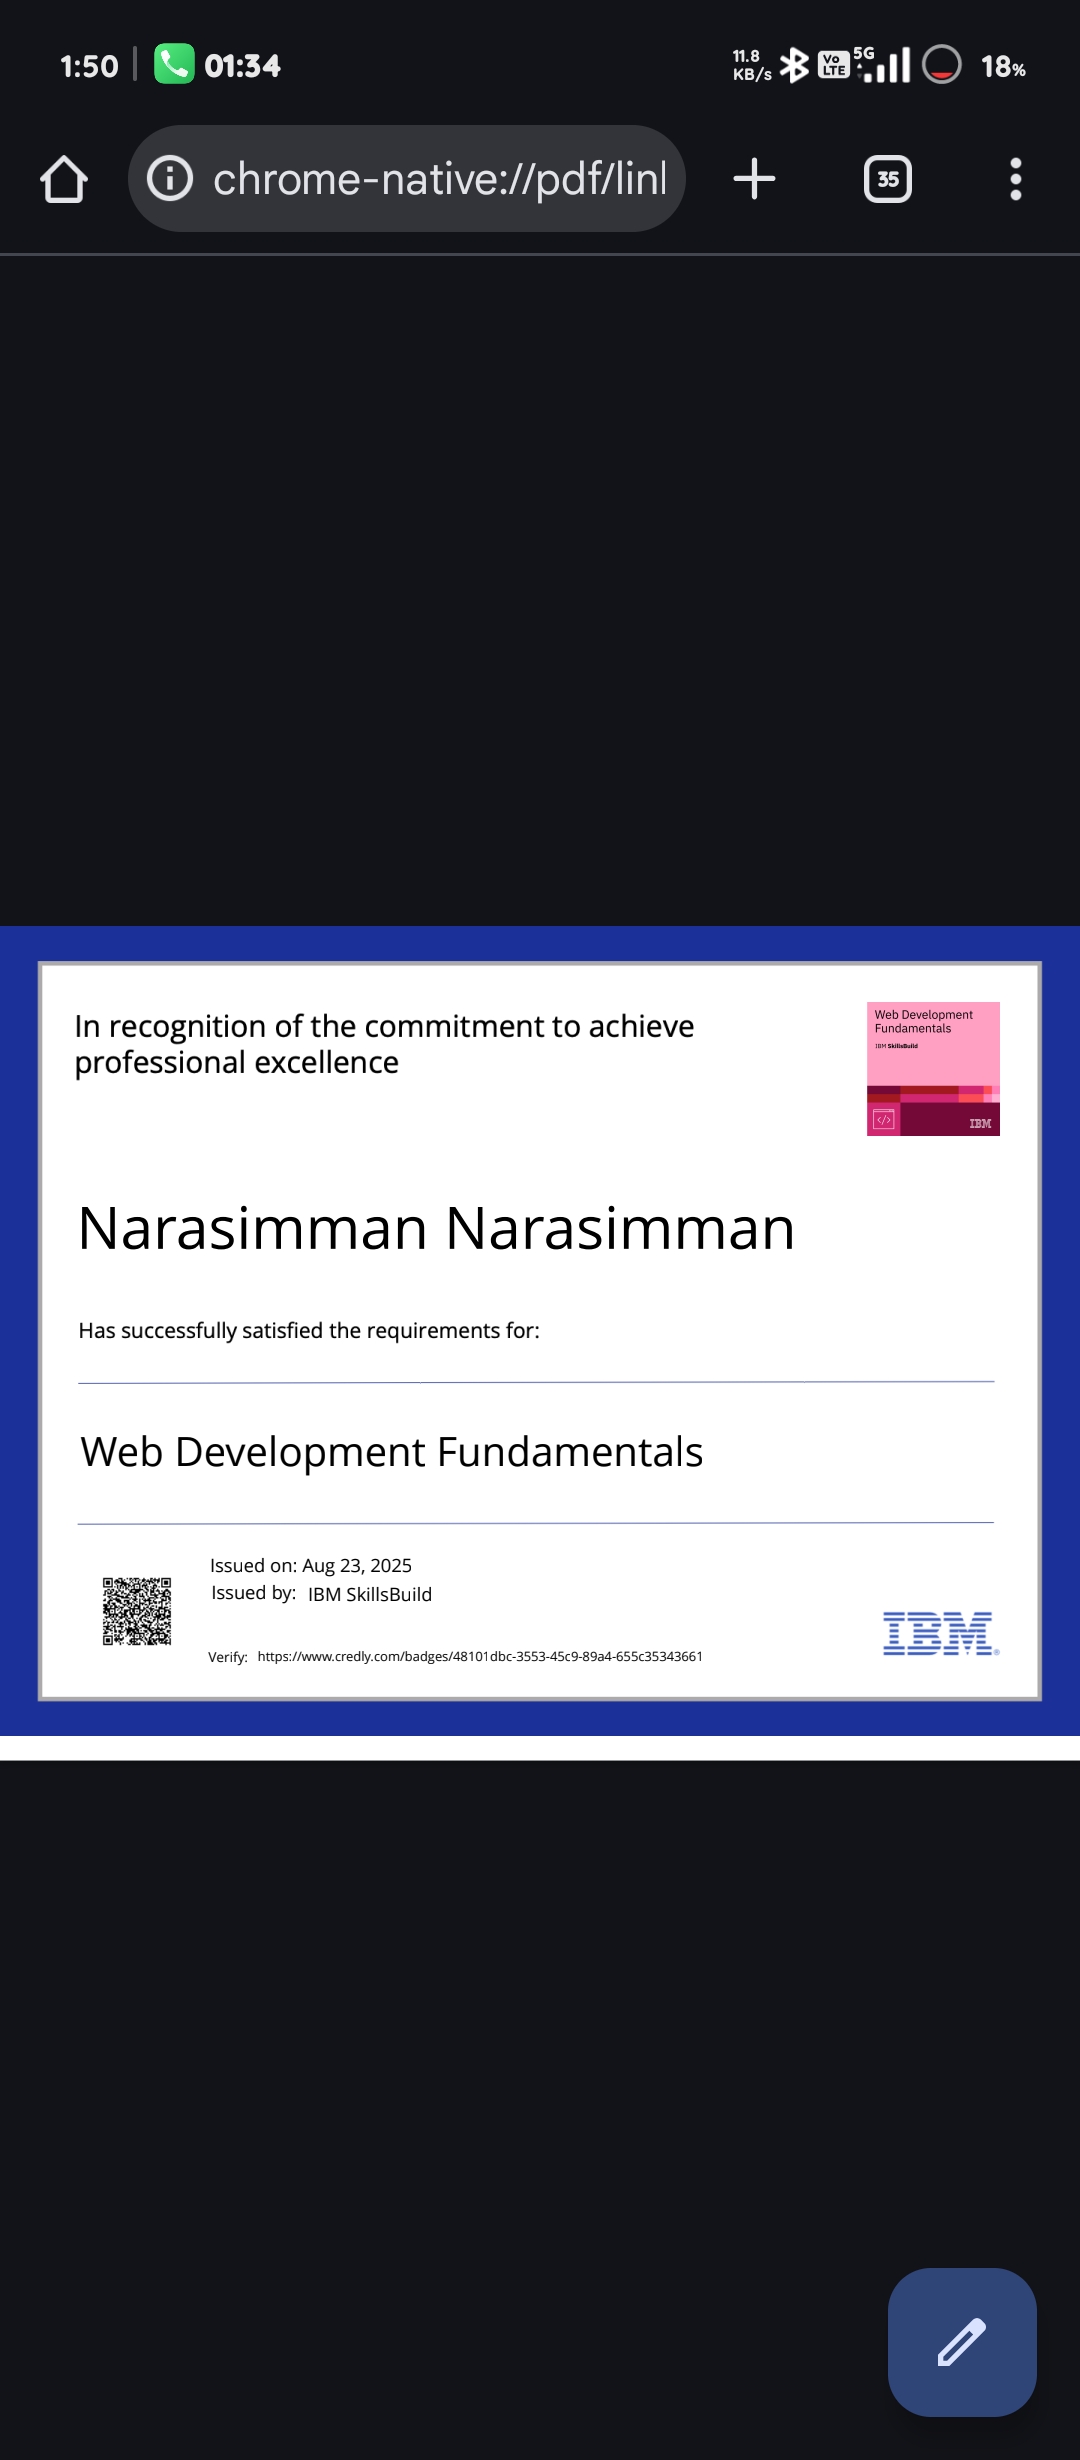 1:50 01:34 11.8 KB/s Vo LTE 5G 18%
chrome-native://pdf/linl 35
In recognition of the commitment to achieve
professional excellence
Web Development
Fundamentals
IBM SkillsBuild
</>
IBM
Narasimman Narasimman
Has successfully satisfied the requirements for:
Web Development Fundamentals
Issued on: Aug 23, 2025
Issued by: IBM SkillsBuild
Verify: https://www.credly.com/badges/48101dbc-3553-45c9-89a4-655c35343661
IBM®